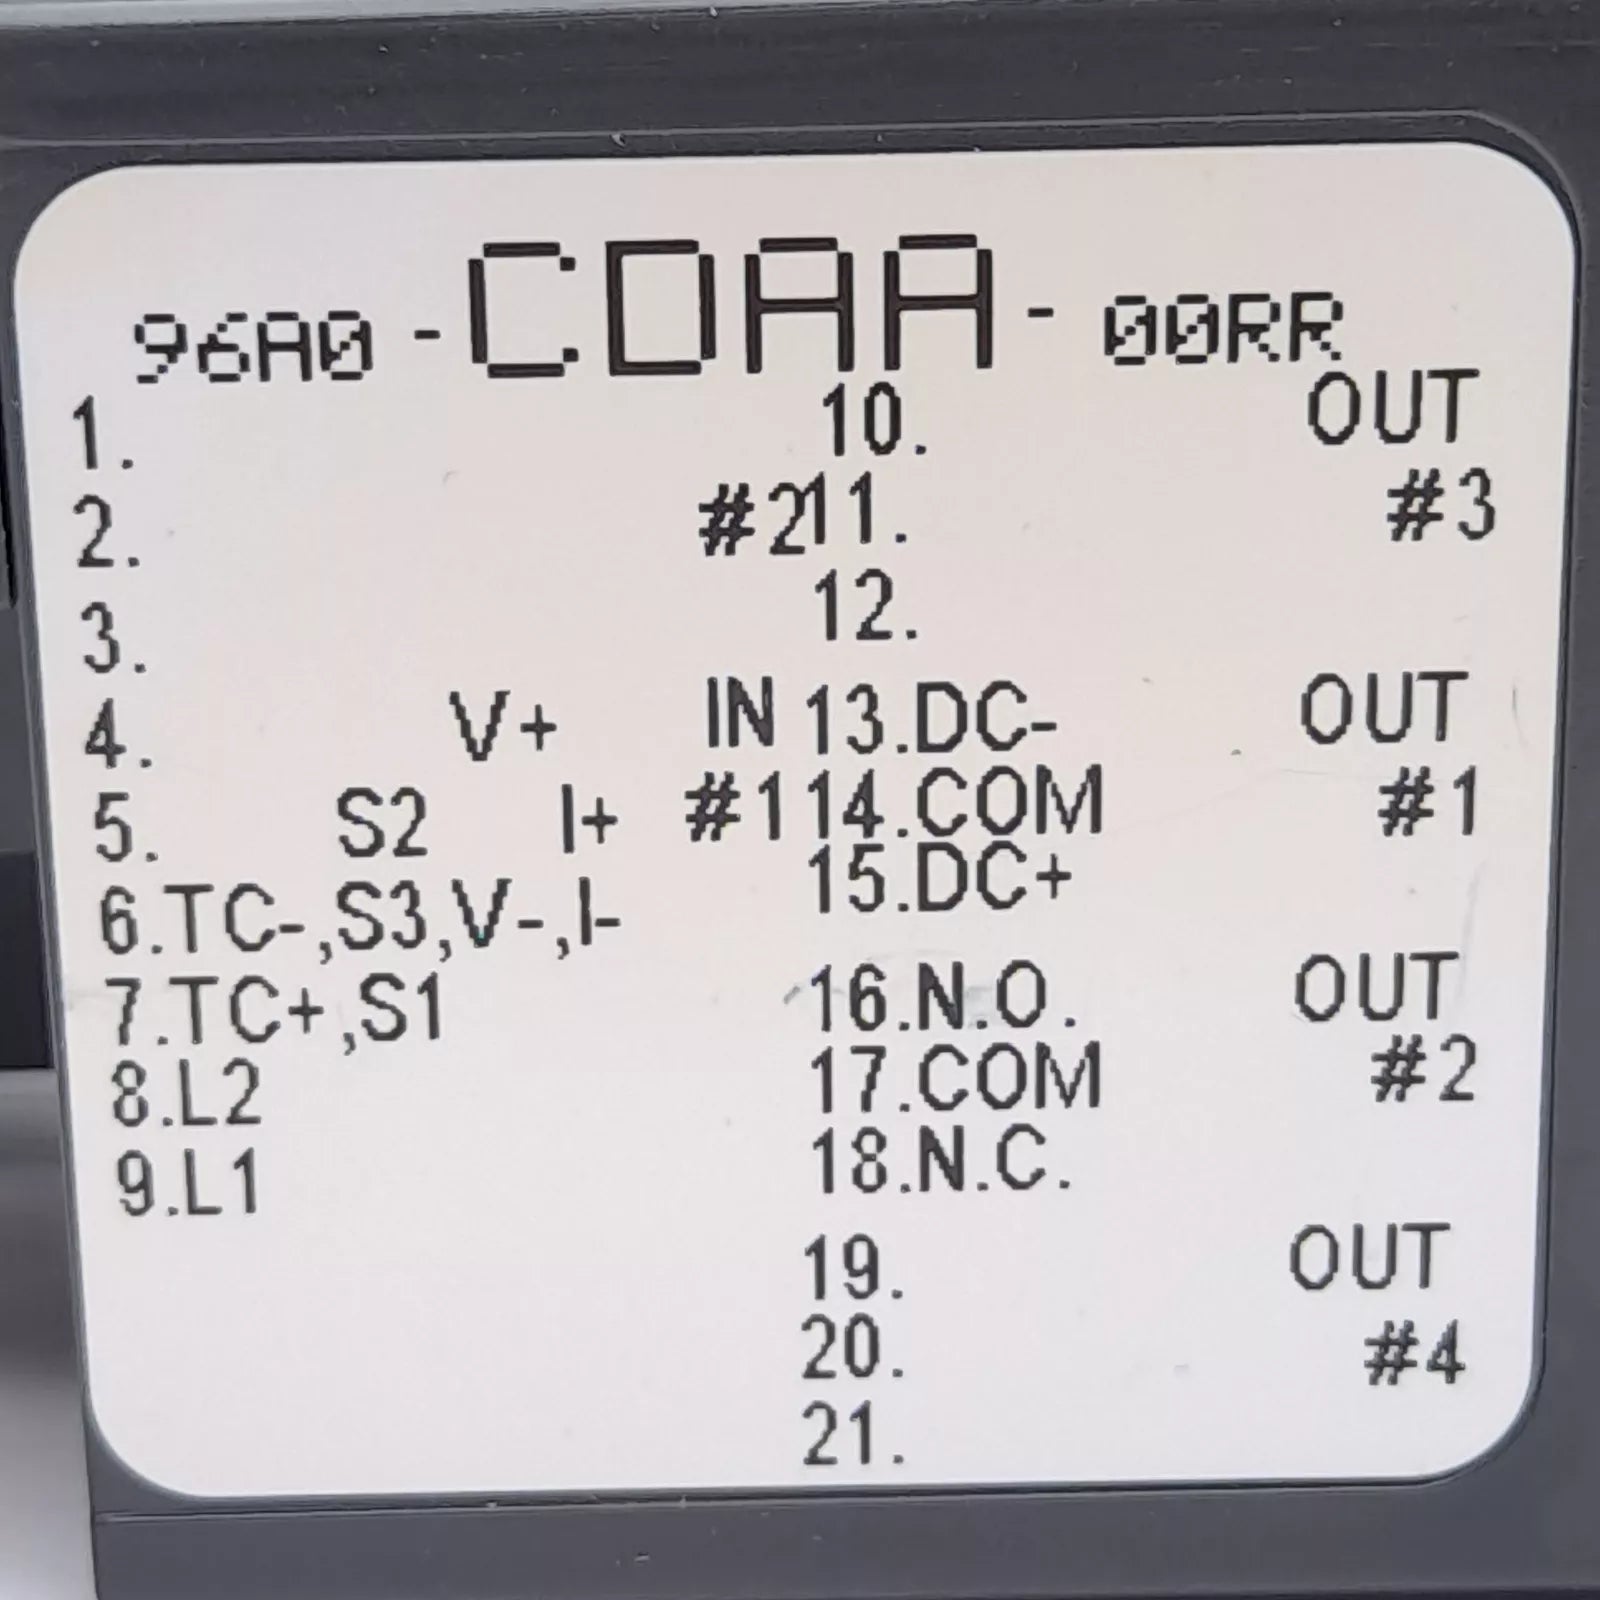 96A0 - CDAA - 00RR
1. 10. OUT
2. #2 11. #3
3. 12.
4. V+ IN 13.DC- OUT
5. S2 I+ #1 14.COM #1
6.TC-,S3,V-,I- 15.DC+
7.TC+,S1 16.N.O. OUT
8.L2 17.COM #2
9.L1 18.N.C.
19. OUT
20. #4
21.